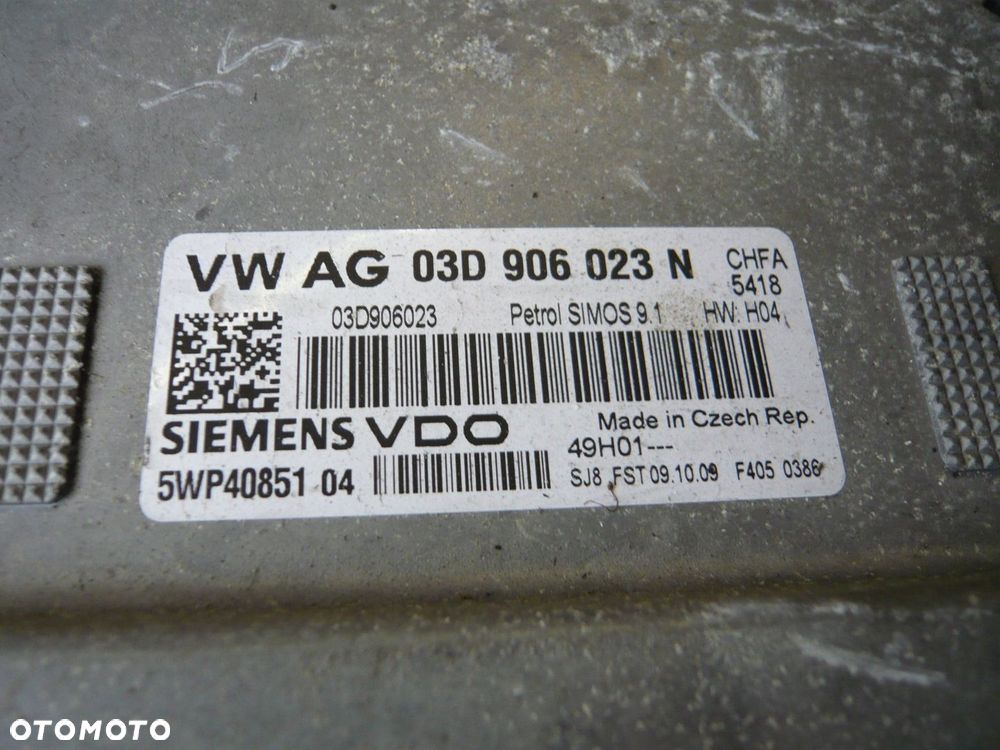 VW AG 03D 906 023 N CHFA
5418
03D906023 Petrol SIMOS 9.1 HW: H04
SIEMENS VDO Made in Czech Rep.
49H01---
5WP40851 04 SJ8 FST 09.10.09 F405 0386
OTOMOTO